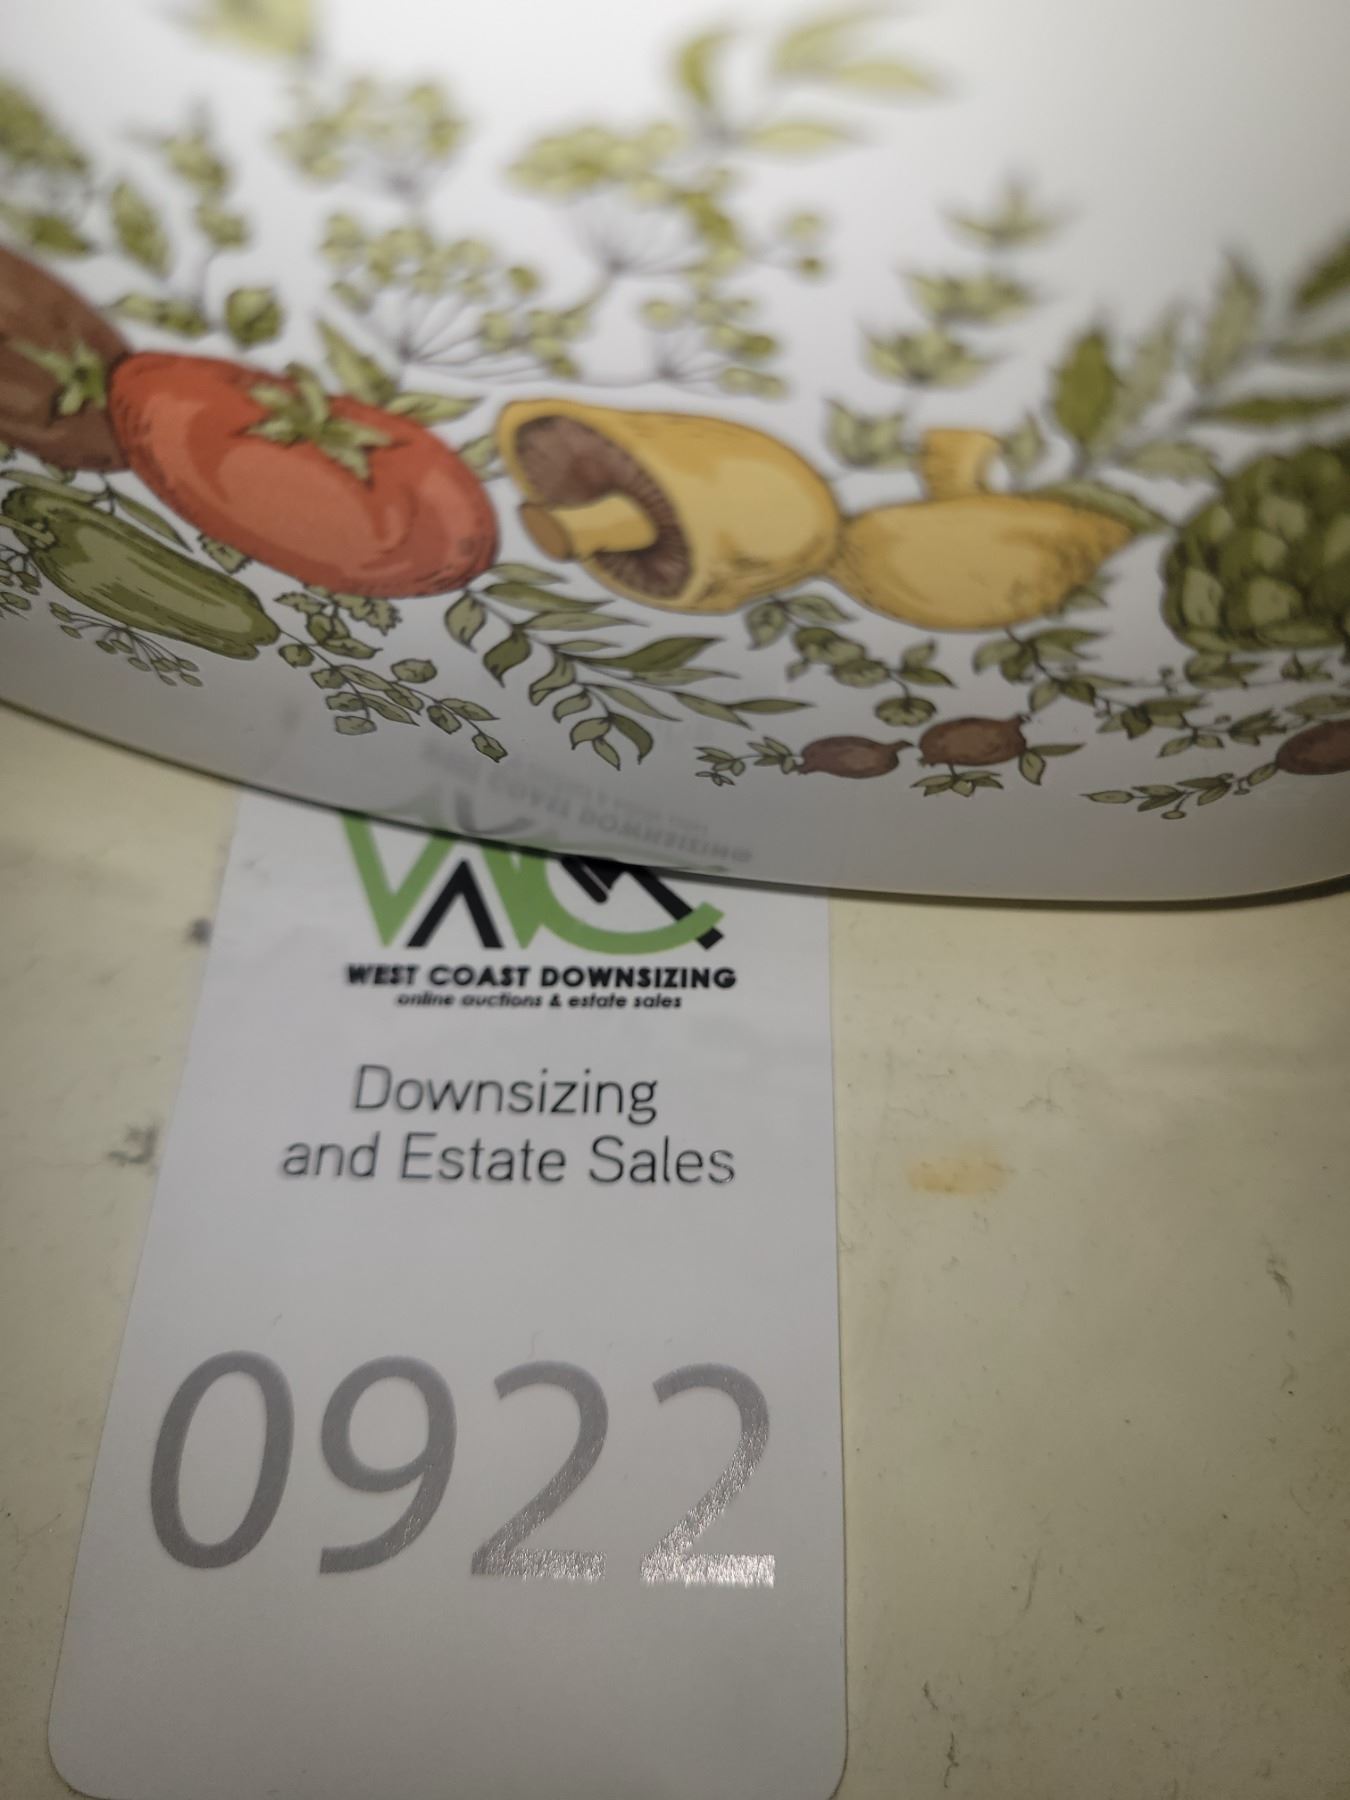 WEST COAST DOWNSIZING
online auctions & estate sales
Downsizing
and Estate Sales
0922